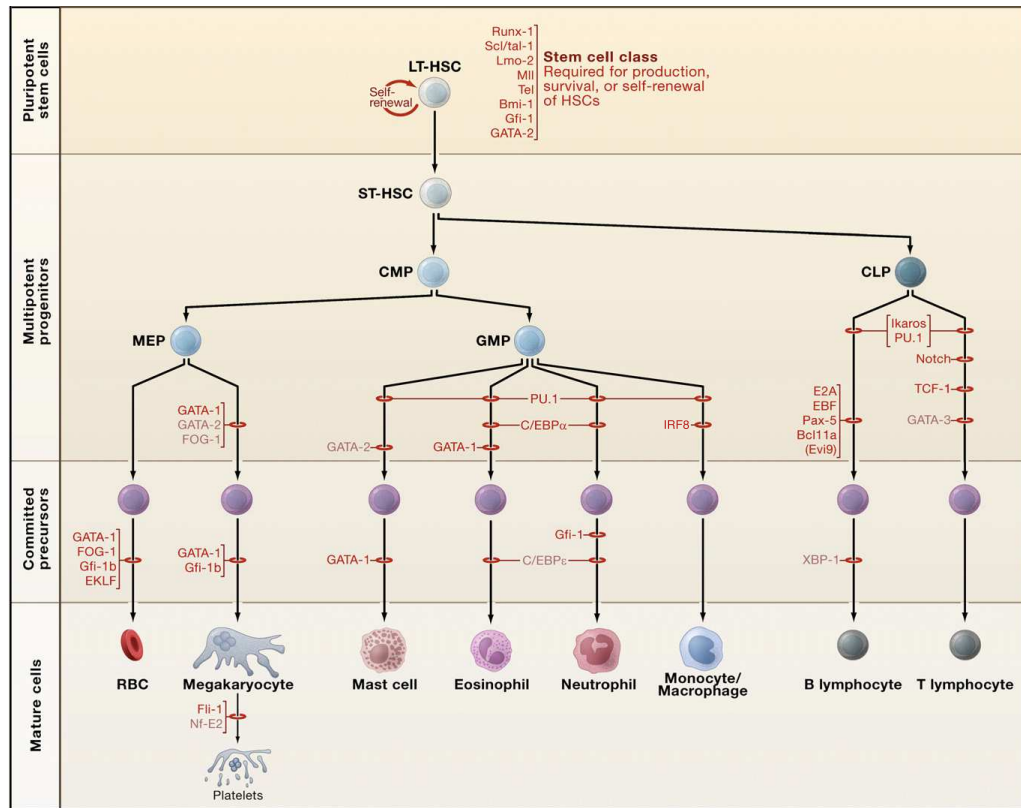 Pluripotent
stem cells
LT-HSC
Self-
renewal
Runx-1
Scl/tal-1
Lmo-2
Mll
Tel
Bmi-1
Gfi-1
GATA-2
Stem cell class
Required for production,
survival, or self-renewal
of HSCs
Multipotent
progenitors
ST-HSC
CMP
CLP
MEP
GMP
Ikaros
PU.1
Notch
TCF-1
GATA-3
E2A
EBF
Pax-5
Bcl11a
(Evi9)
GATA-1
GATA-2
FOG-1
PU.1
C/EBPα
IRF8
GATA-2
GATA-1
Committed
precursors
GATA-1
FOG-1
Gfi-1b
EKLF
GATA-1
Gfi-1b
GATA-1
Gfi-1
C/EBPε
XBP-1
Mature cells
RBC
Megakaryocyte
Mast cell
Eosinophil
Neutrophil
Monocyte/
Macrophage
B lymphocyte
T lymphocyte
Fli-1
Nf-E2
Platelets